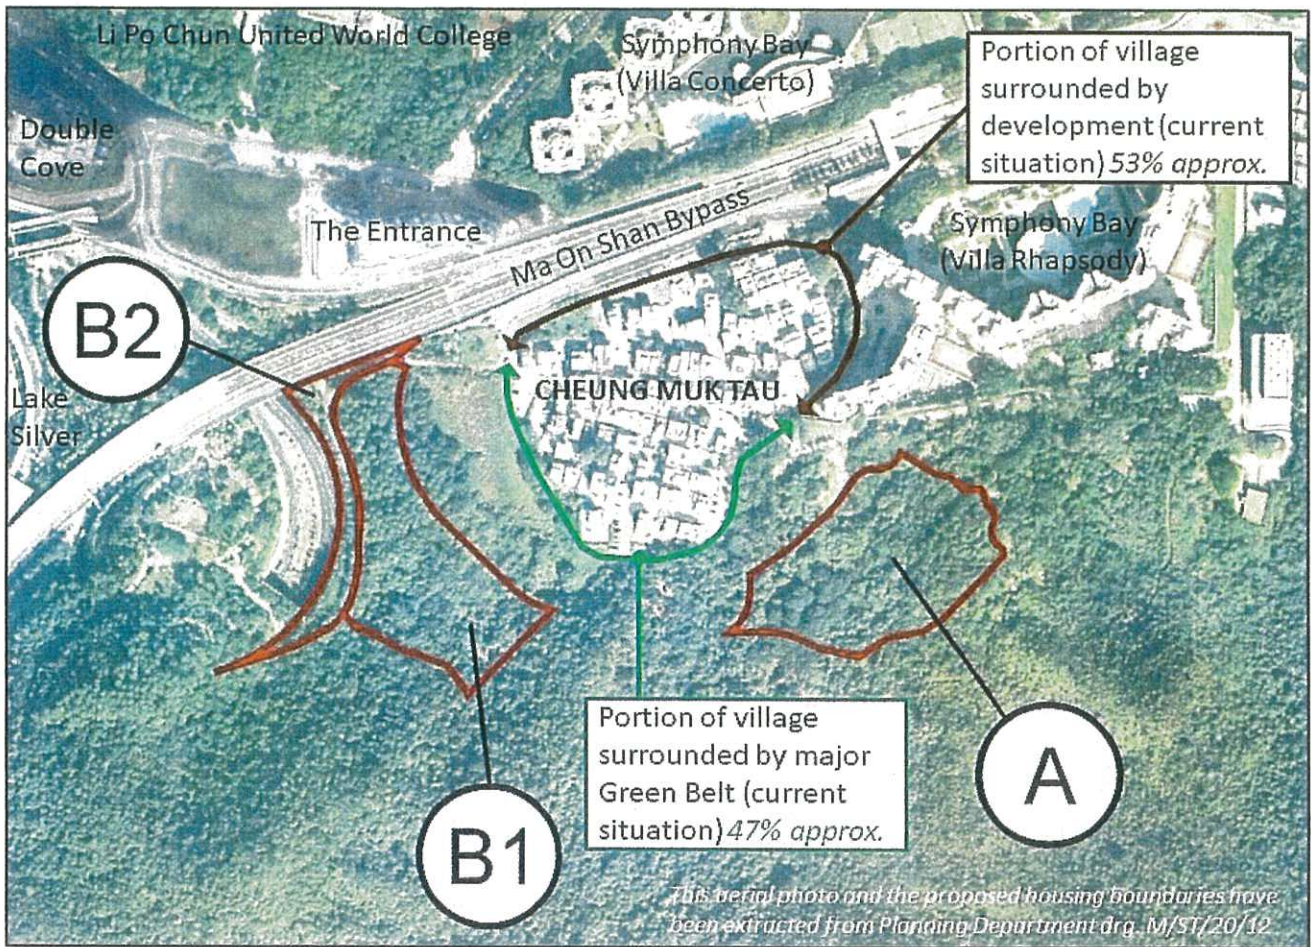 Li Po Chun United World College
Symphony Bay
(Villa Concerto)
Portion of village
surrounded by
development (current
situation) 53% approx.
Double
Cove
The Entrance
Ma On Shan Bypass
Symphony Bay
(Villa Rhapsody)
B2
Lake
Silver
CHEUNG MUK TAU
Portion of village
surrounded by major
Green Belt (current
situation) 47% approx.
A
B1
This aerial photo and the proposed housing boundaries have
been extracted from Planning Department drg. M/ST/20/12